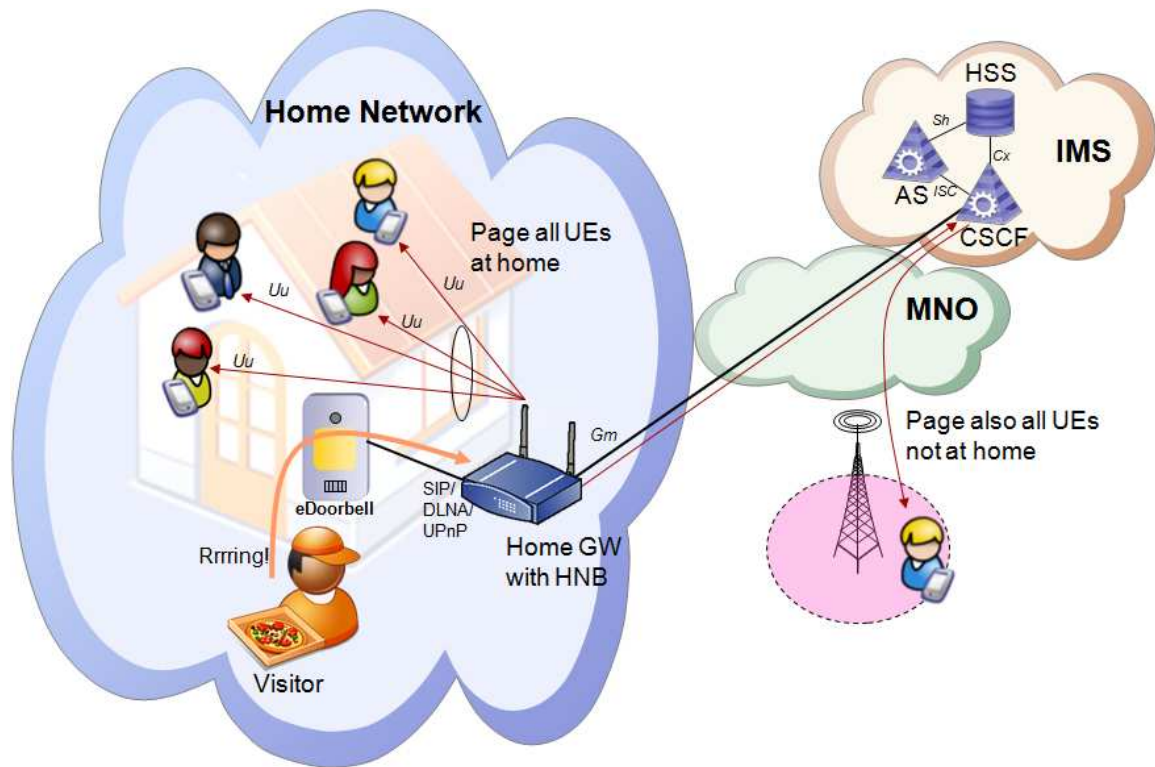 Home Network
HSS
Sh
Cx
IMS
AS
ISC
CSCF
Page all UEs
at home
Uu
Uu
Uu
Uu
MNO
Gm
Page also all UEs
not at home
eDoorbell
SIP/
DLNA/
UPnP
Rrrring!
Home GW
with HNB
Visitor